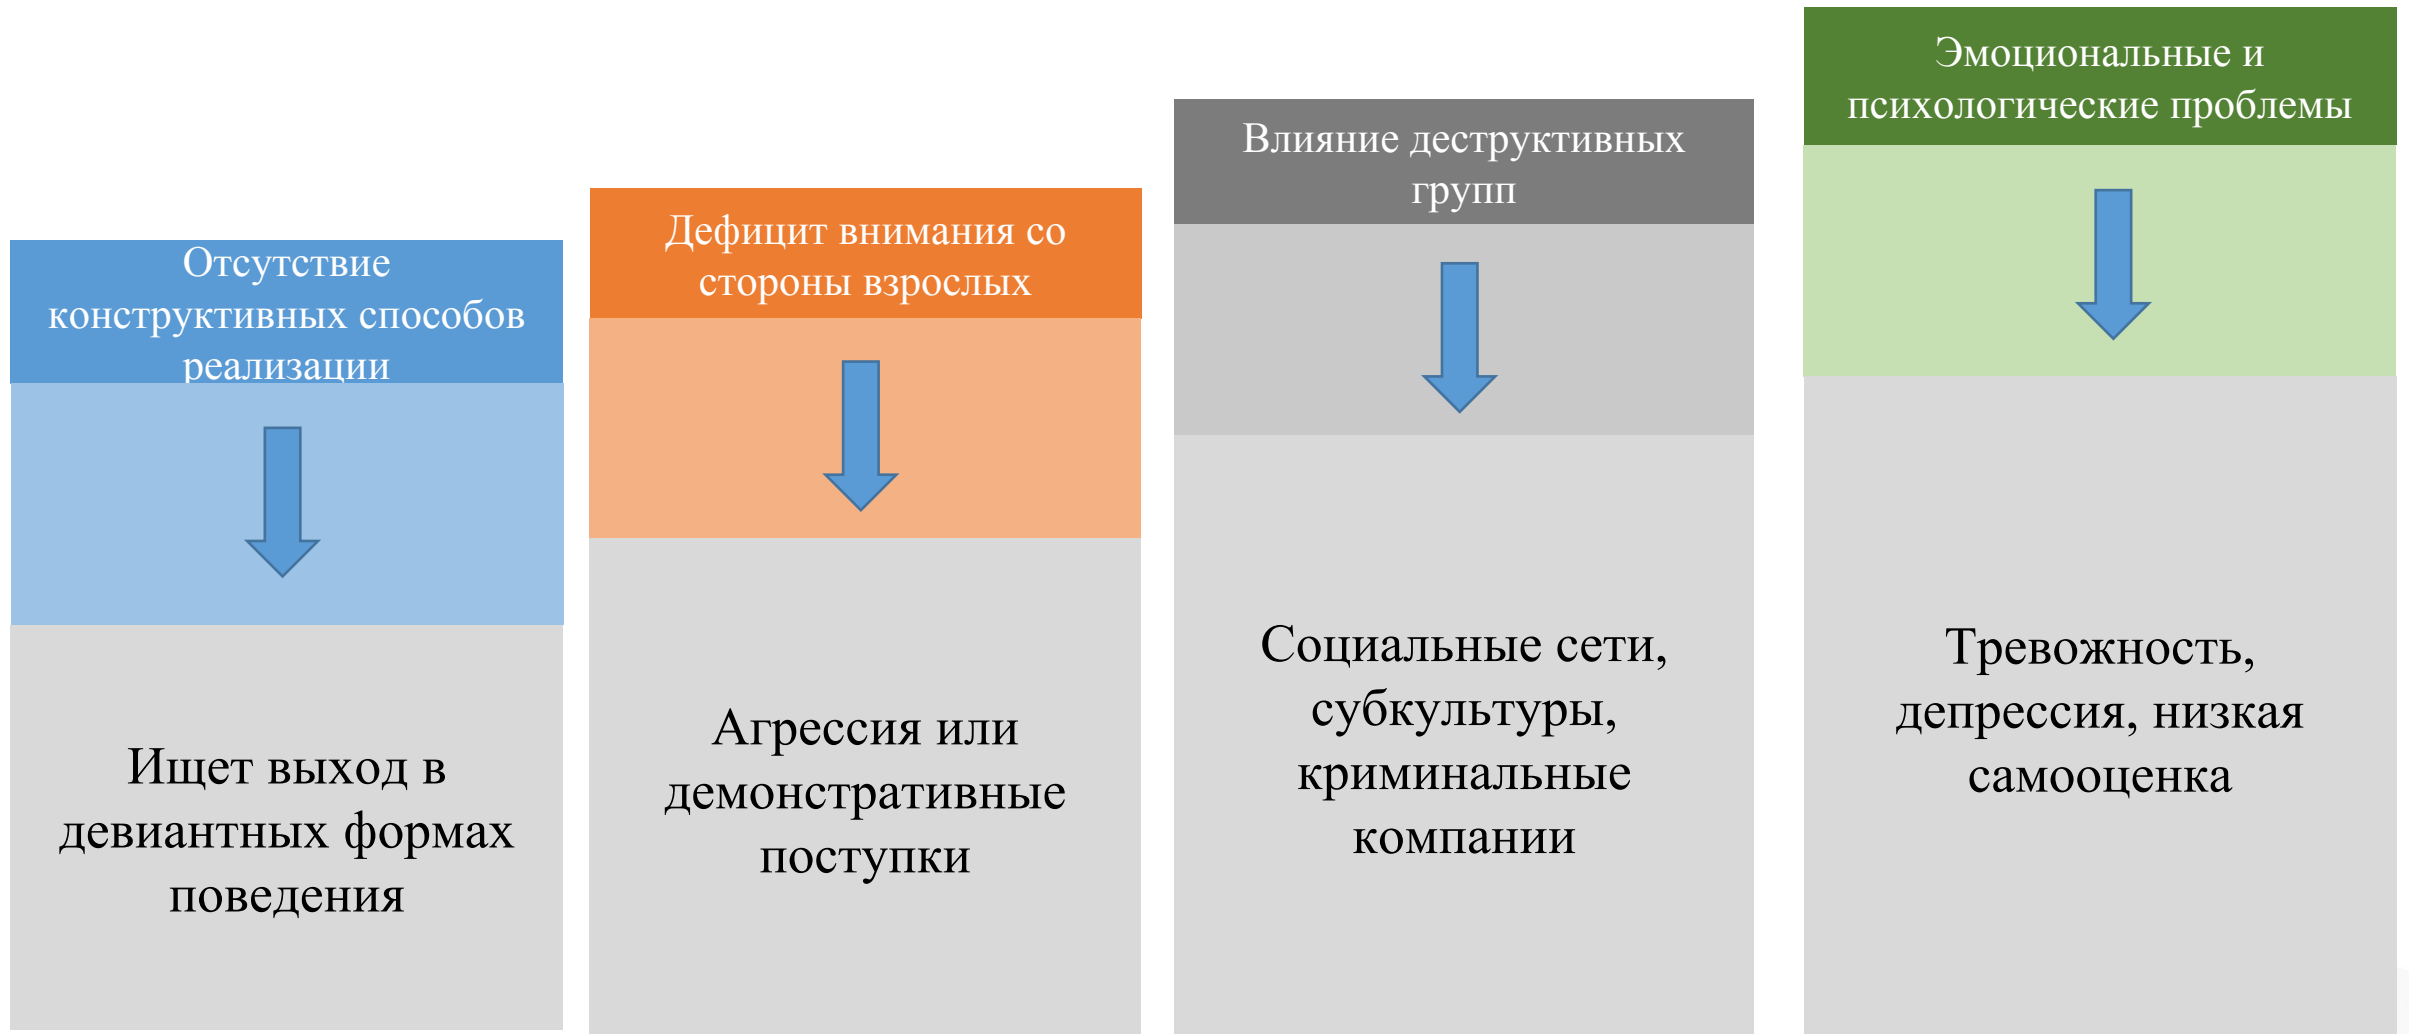 Отсутствие
конструктивных способов
реализации
Ищет выход в
девиантных формах
поведения
Дефицит внимания со
стороны взрослых
Агрессия или
демонстративные
поступки
Влияние деструктивных
групп
Социальные сети,
субкультуры,
криминальные
компании
Эмоциональные и
психологические проблемы
Тревожность,
депрессия, низкая
самооценка